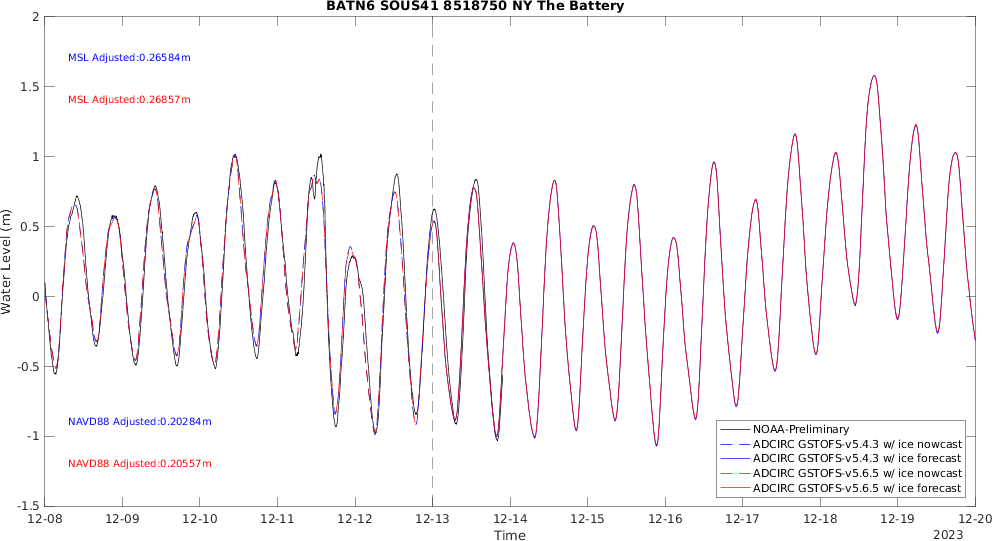 BATN6 SOUS41 8518750 NY The Battery
2
1.5
1
0.5
0
-0.5
-1
-1.5
Water Level (m)
MSL Adjusted:0.26584m
MSL Adjusted:0.26857m
NAVD88 Adjusted:0.20284m
NAVD88 Adjusted:0.20557m
NOAA-Preliminary
ADCIRC GSTOFS-v5.4.3 w/ ice nowcast
ADCIRC GSTOFS-v5.4.3 w/ ice forecast
ADCIRC GSTOFS-v5.6.5 w/ ice nowcast
ADCIRC GSTOFS-v5.6.5 w/ ice forecast
12-08 12-09 12-10 12-11 12-12 12-13 12-14 12-15 12-16 12-17 12-18 12-19 12-20
Time
2023